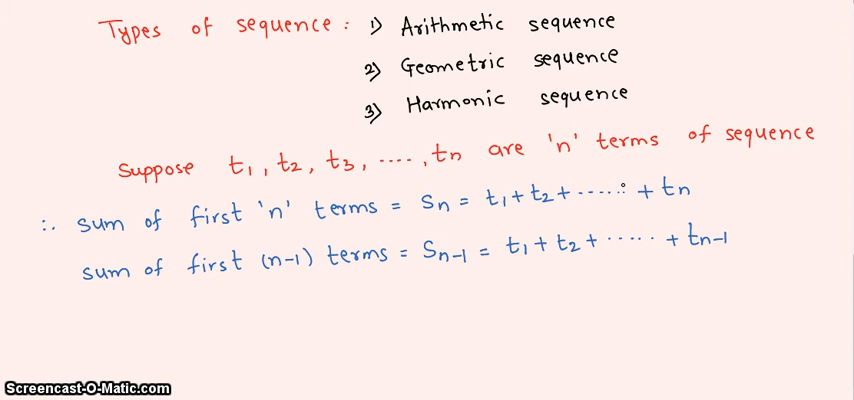 Types of sequence : 1) Arithmetic sequence
2) Geometric sequence
3) Harmonic sequence
Suppose t1, t2, t3, ...., tn are 'n' terms of sequence
∴ sum of first 'n' terms = Sn = t1 + t2 + ...... + tn
sum of first (n-1) terms = Sn-1 = t1 + t2 + ..... + tn-1
Screencast-O-Matic.com